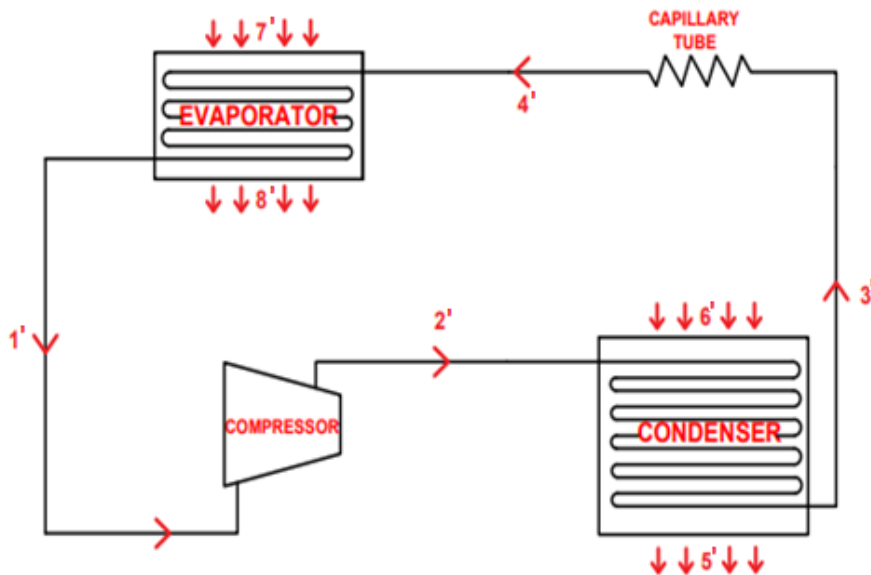 CAPILLARY
TUBE
7'
EVAPORATOR
4'
8'
3'
1'
2'
6'
COMPRESSOR
CONDENSER
5'